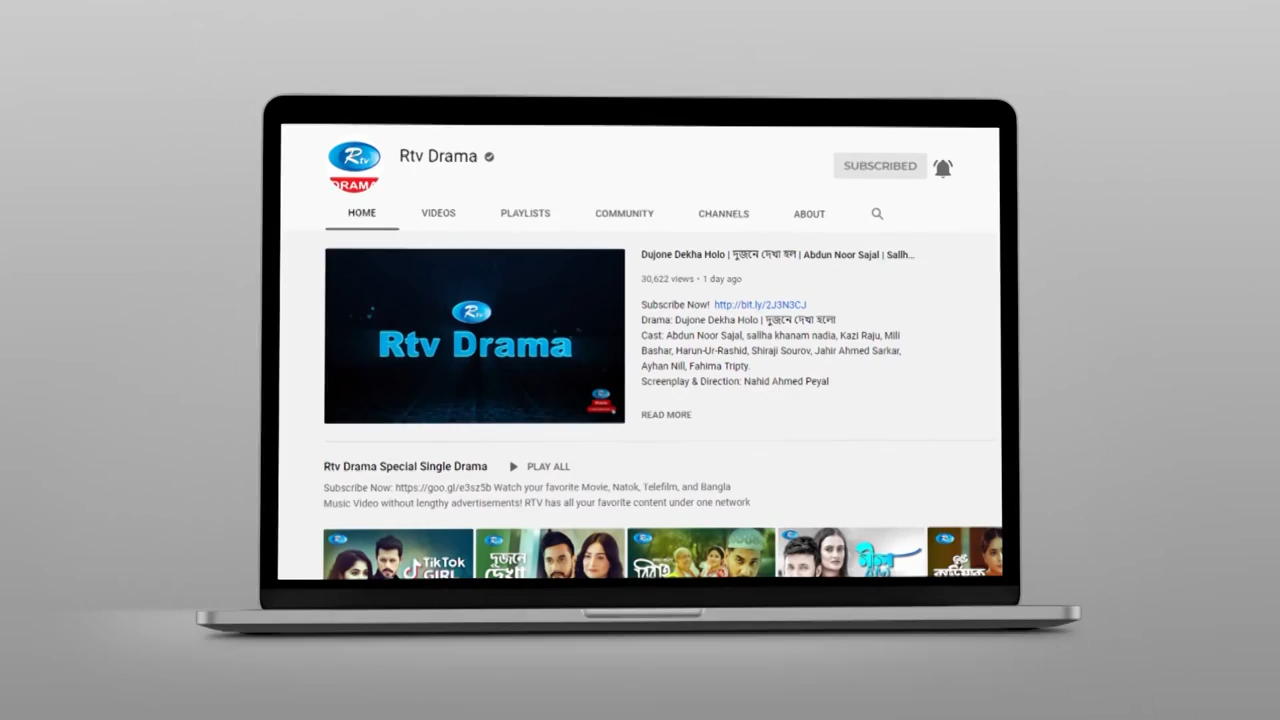 Rtv
DRAMA
Rtv Drama
SUBSCRIBED
HOME VIDEOS PLAYLISTS COMMUNITY CHANNELS ABOUT
Rtv
Rtv Drama
Dujone Dekha Holo | দুজনে দেখা হল | Abdun Noor Sajal | Sallh...
30,622 views • 1 day ago
Subscribe Now! http://bit.ly/2J3N3CJ
Drama: Dujone Dekha Holo | দুজনে দেখা হলো
Cast: Abdun Noor Sajal, sallha khanam nadia, Kazi Raju, Mili
Bashar, Harun-Ur-Rashid, Shiraji Sourov, Jahir Ahmed Sarkar,
Ayhan Nill, Fahima Tripty.
Screenplay & Direction: Nahid Ahmed Peyal
READ MORE
Rtv Drama Special Single Drama PLAY ALL
Subscribe Now: https://goo.gl/e3sz5b Watch your favorite Movie, Natok, Telefilm, and Bangla
Music Video without lengthy advertisements! RTV has all your favorite content under one network
TikTok
GIRL
দুজনে
দেখা
নীল